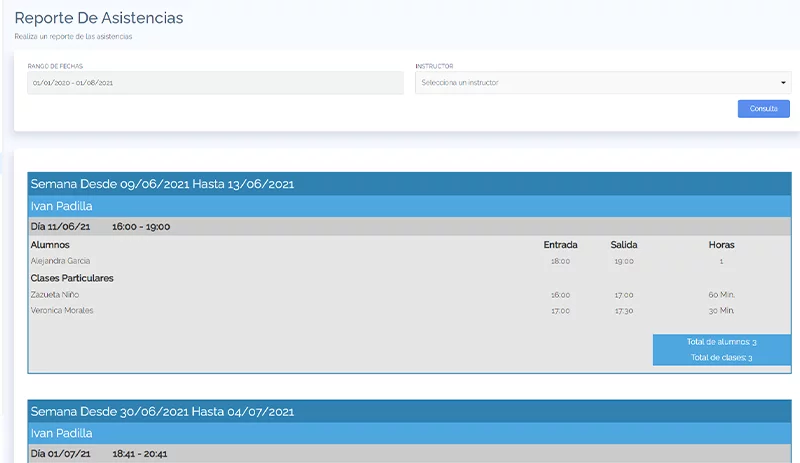 Reporte De Asistencias
Realiza un reporte de las asistencias
RANGO DE FECHAS
INSTRUCTOR
01/01/2020 - 01/08/2021
Selecciona un instructor
Consulta
Semana Desde 09/06/2021 Hasta 13/06/2021
Ivan Padilla
Día 11/06/21 16:00 - 19:00
Alumnos Entrada Salida Horas
Alejandra Garcia 18:00 19:00 1
Clases Particulares
Zazueta Niño 16:00 17:00 60 Min.
Veronica Morales 17:00 17:30 30 Min.
Total de alumnos: 3
Total de clases: 3
Semana Desde 30/06/2021 Hasta 04/07/2021
Ivan Padilla
Día 01/07/21 18:41 - 20:41